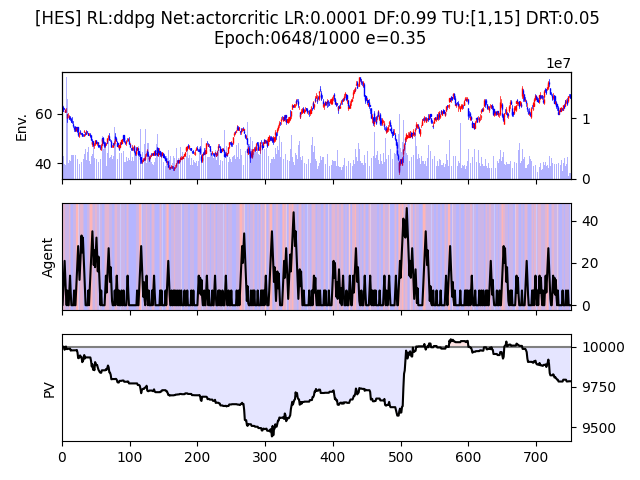 [HES] RL:ddpg Net:actorcritic LR:0.0001 DF:0.99 TU:[1,15] DRT:0.05
Epoch:0648/1000 e=0.35
1e7
Env.
60
40
1
0
Agent
40
20
0
PV
10000
9750
9500
0 100 200 300 400 500 600 700